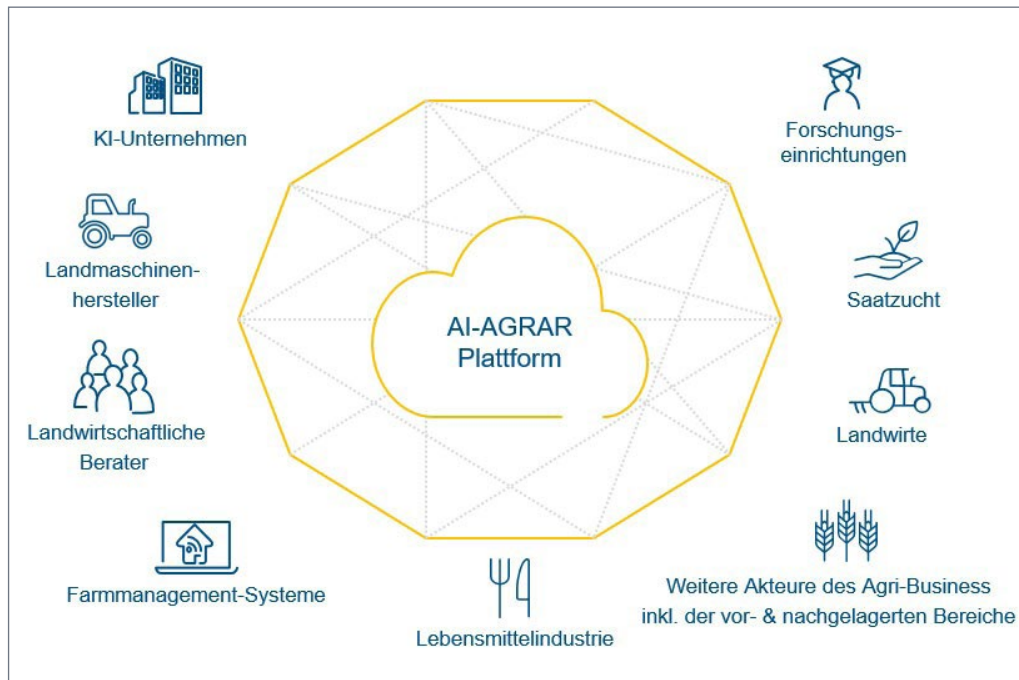 KI-Unternehmen
Forschungs-
einrichtungen
Landmaschinen-
hersteller
Saatzucht
AI-AGRAR
Plattform
Landwirtschaftliche
Berater
Landwirte
Farmmanagement-Systeme
Lebensmittelindustrie
Weitere Akteure des Agri-Business
inkl. der vor- & nachgelagerten Bereiche